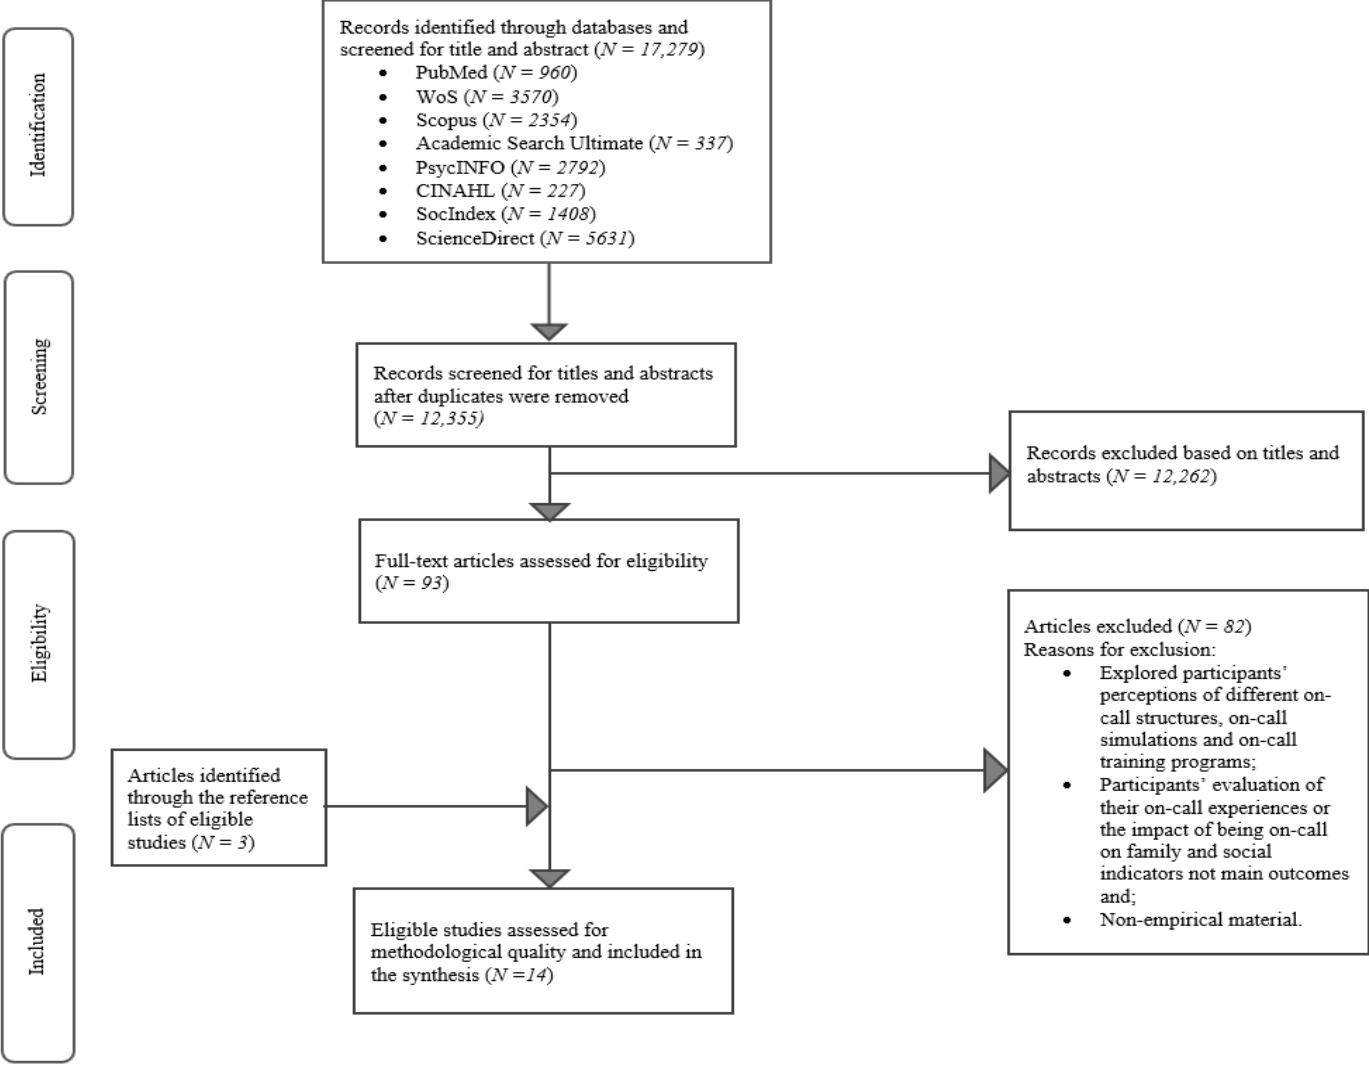 Identification
Records identified through databases and
screened for title and abstract (N = 17,279)
• PubMed (N = 960)
• WoS (N = 3570)
• Scopus (N = 2354)
• Academic Search Ultimate (N = 337)
• PsycINFO (N = 2792)
• CINAHL (N = 227)
• SocIndex (N = 1408)
• ScienceDirect (N = 5631)
Screening
Records screened for titles and abstracts
after duplicates were removed
(N = 12,355)
Records excluded based on titles and
abstracts (N = 12,262)
Eligibility
Full-text articles assessed for eligibility
(N = 93)
Articles excluded (N = 82)
Reasons for exclusion:
• Explored participants’
perceptions of different on-
call structures, on-call
simulations and on-call
training programs;
• Participants’ evaluation of
their on-call experiences or
the impact of being on-call
on family and social
indicators not main outcomes
and;
• Non-empirical material.
Articles identified
through the reference
lists of eligible
studies (N = 3)
Included
Eligible studies assessed for
methodological quality and included in
the synthesis (N =14)